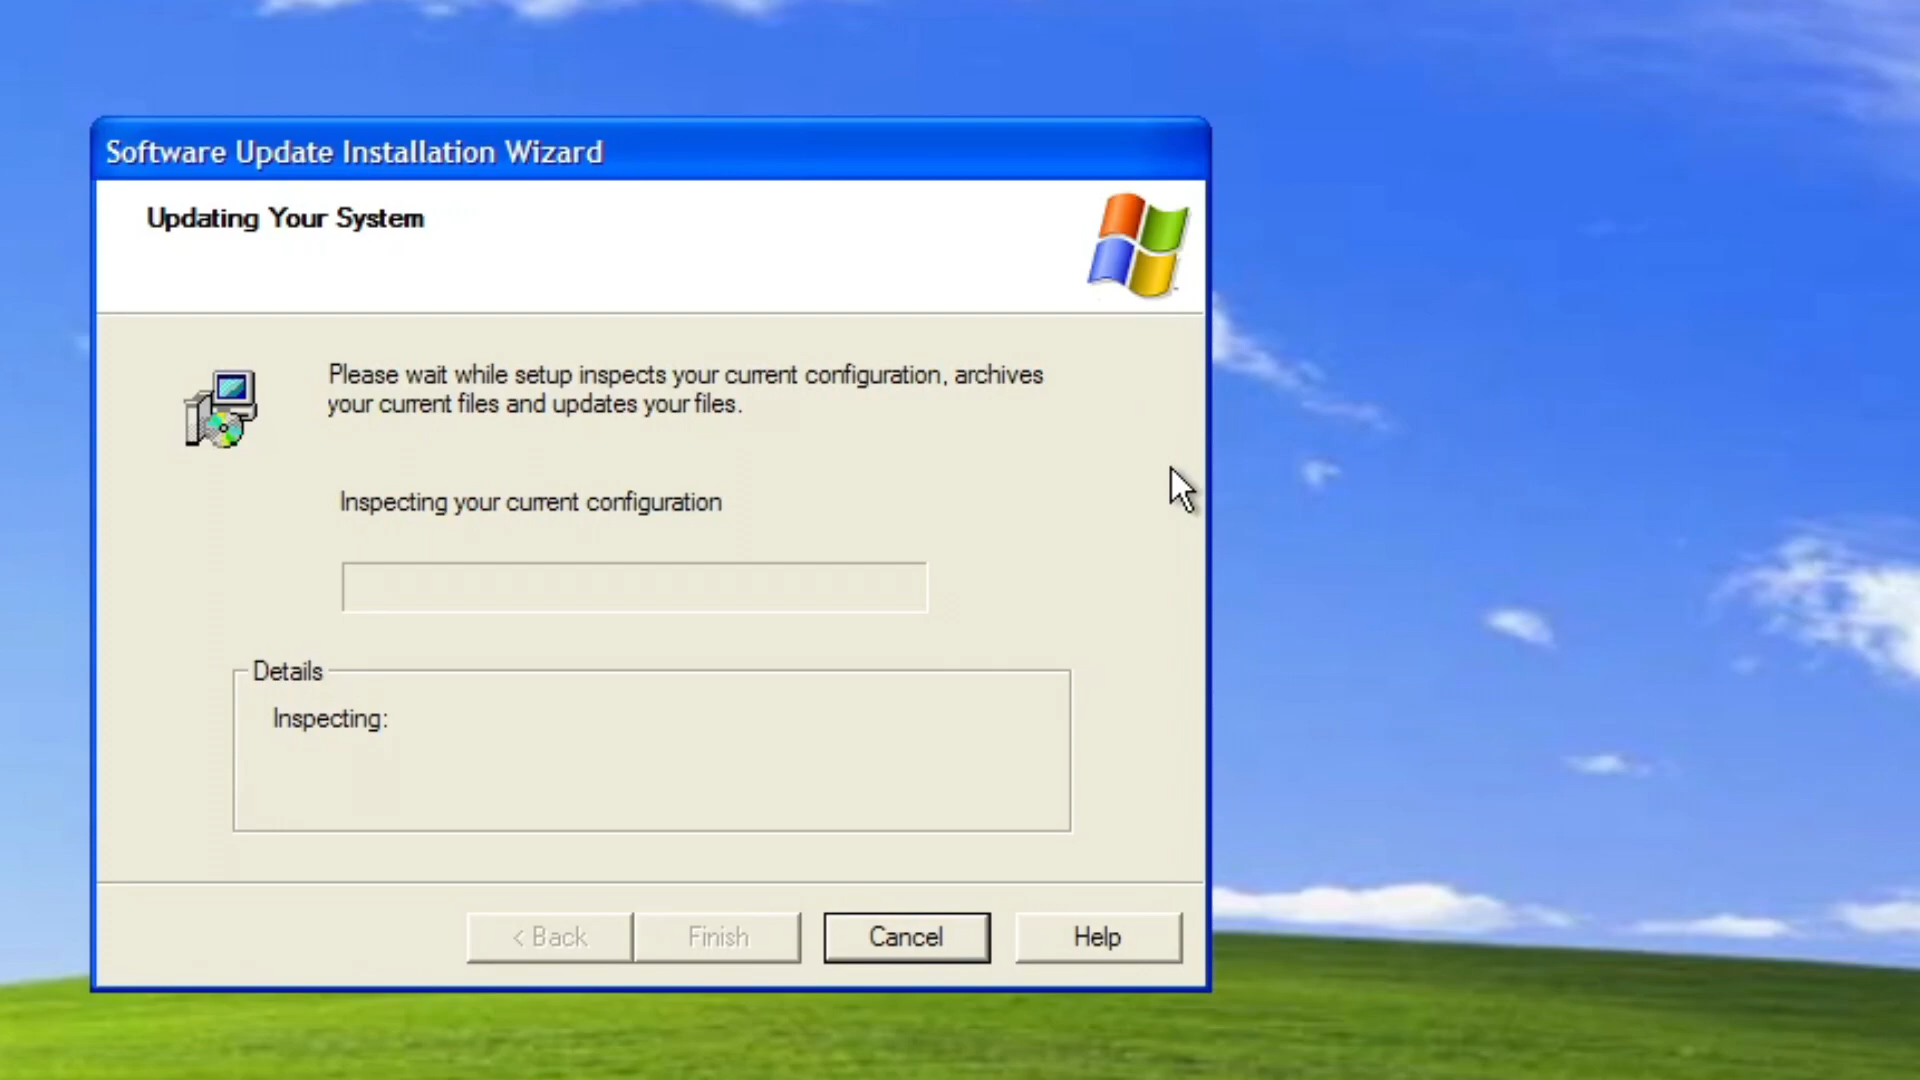 Software Update Installation Wizard
Updating Your System
Please wait while setup inspects your current configuration, archives
your current files and updates your files.
Inspecting your current configuration
Details
Inspecting:
< Back
Finish
Cancel
Help